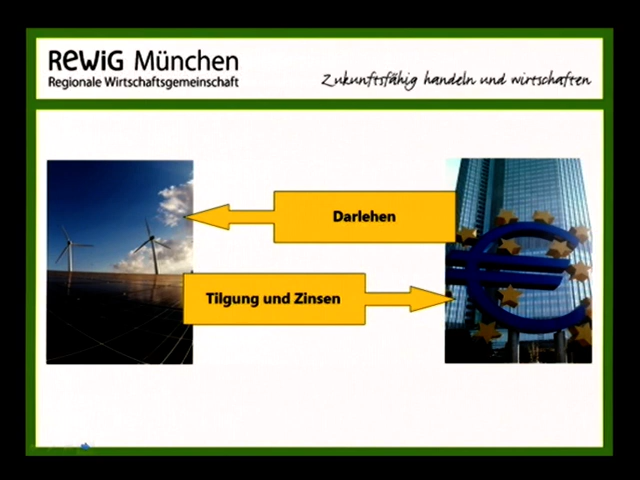 REWiG München
Regionale Wirtschaftsgemeinschaft
Zukunftsfähig handeln und wirtschaften
Darlehen
Tilgung und Zinsen